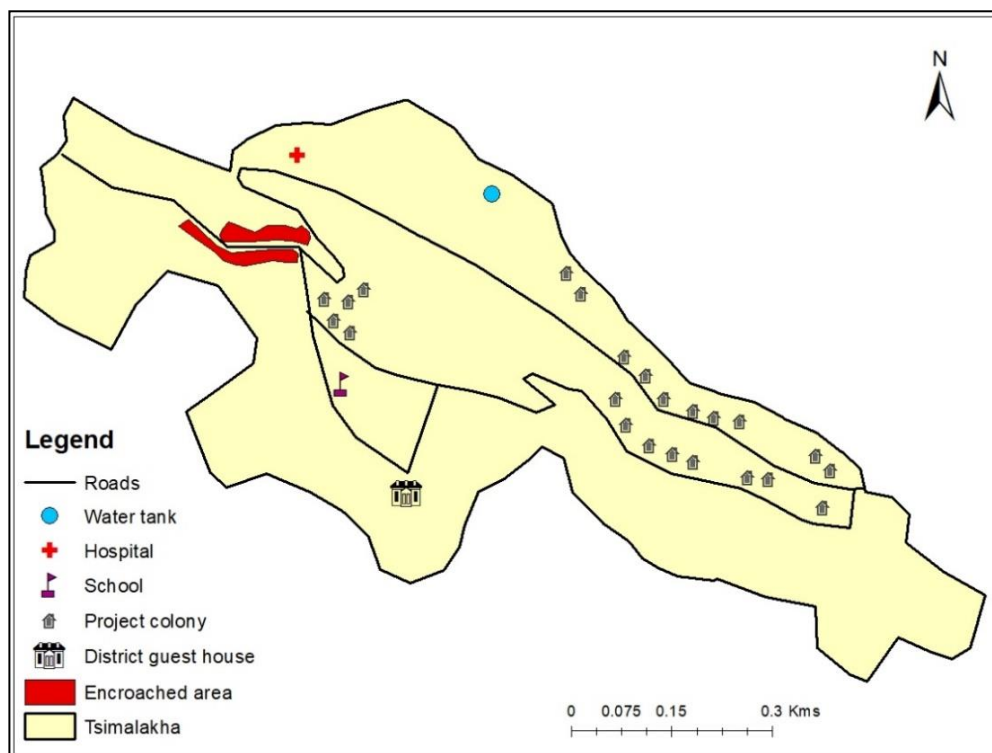 N
Legend
Roads
Water tank
Hospital
School
Project colony
District guest house
Encroached area
Tsimalakha
0 0.075 0.15 0.3 Kms